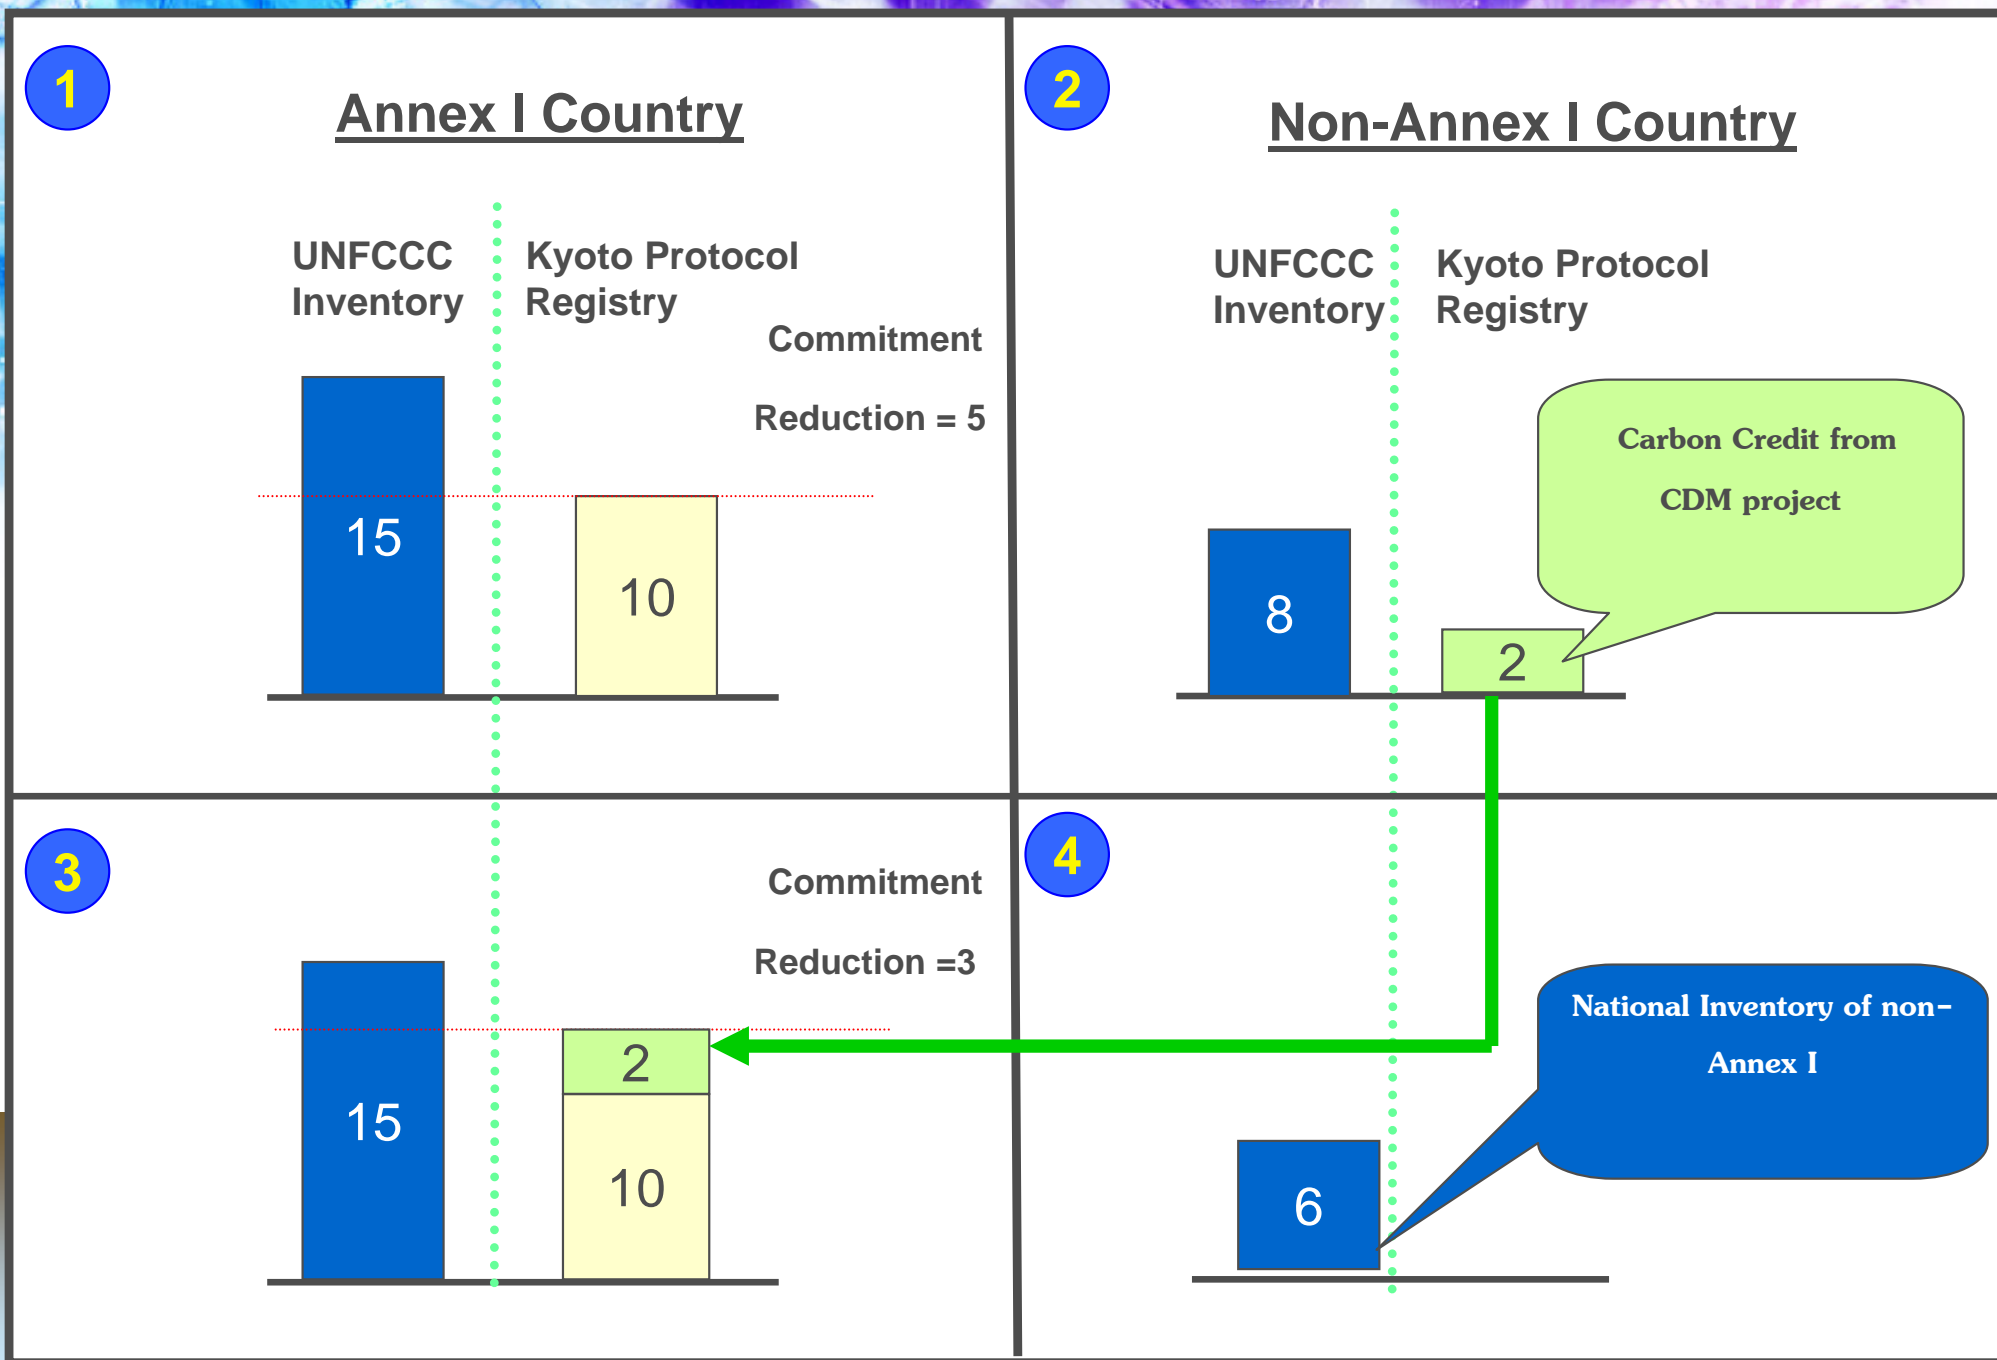 1
Annex I Country
UNFCCC
Inventory
Kyoto Protocol
Registry
Commitment
Reduction = 5
15
10
2
Non-Annex I Country
UNFCCC
Inventory
Kyoto Protocol
Registry
Carbon Credit from
CDM project
8
2
3
Commitment
Reduction =3
15
2
10
4
National Inventory of non-
Annex I
6